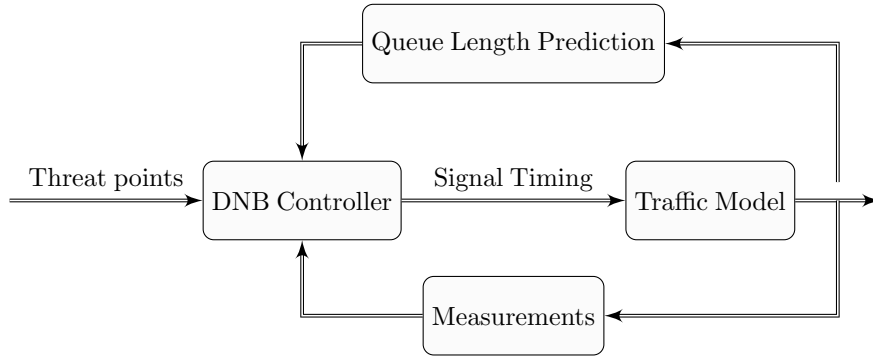 Queue Length Prediction
Threat points
DNB Controller
Signal Timing
Traffic Model
Measurements